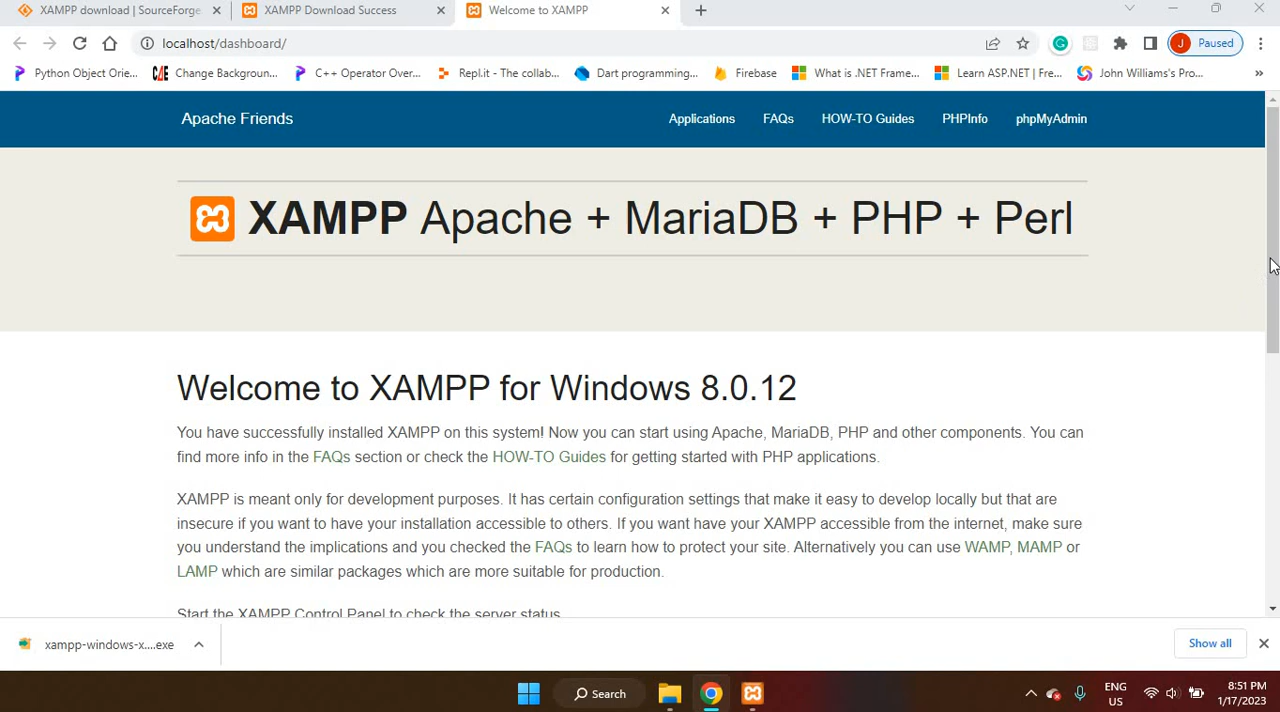 XAMPP download | SourceForge
XAMPP Download Success
Welcome to XAMPP
localhost/dashboard/
J Paused
Python Object Orie...
CAE
Change Backgroun...
C++ Operator Over...
Repl.it - The collab...
Dart programming...
Firebase
What is .NET Frame...
Learn ASP.NET | Fre...
John Williams's Pro...
Apache Friends
Applications
FAQs
HOW-TO Guides
PHPInfo
phpMyAdmin
XAMPP Apache + MariaDB + PHP + Perl
Welcome to XAMPP for Windows 8.0.12
You have successfully installed XAMPP on this system! Now you can start using Apache, MariaDB, PHP and other components. You can
find more info in the FAQs section or check the HOW-TO Guides for getting started with PHP applications.
XAMPP is meant only for development purposes. It has certain configuration settings that make it easy to develop locally but that are
insecure if you want to have your installation accessible to others. If you want have your XAMPP accessible from the internet, make sure
you understand the implications and you checked the FAQs to learn how to protect your site. Alternatively you can use WAMP, MAMP or
LAMP which are similar packages which are more suitable for production.
Start the XAMPP Control Panel to check the server status.
xampp-windows-x....exe
Show all
Search
ENG
US
8:51 PM
1/17/2023